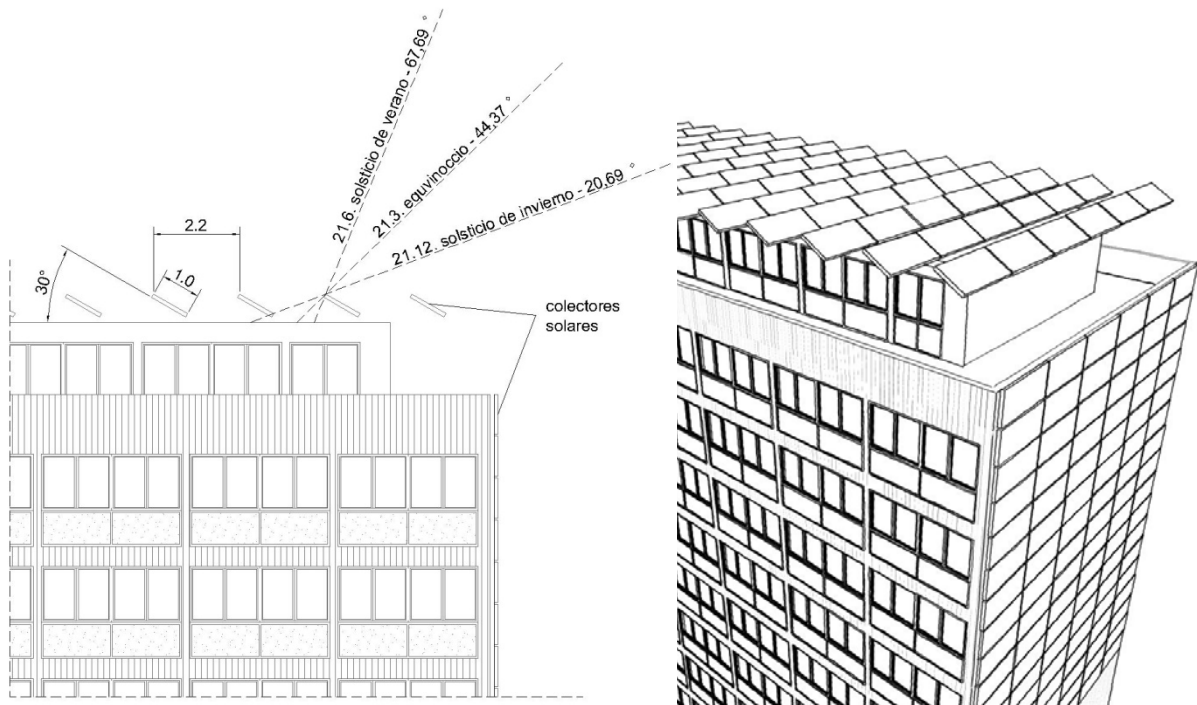 21.6. solsticio de verano - 67,69 °
21.3. equvinoccio - 44,37 °
21.12. solsticio de invierno - 20,69 °
2.2
1.0
30°
colectores
solares